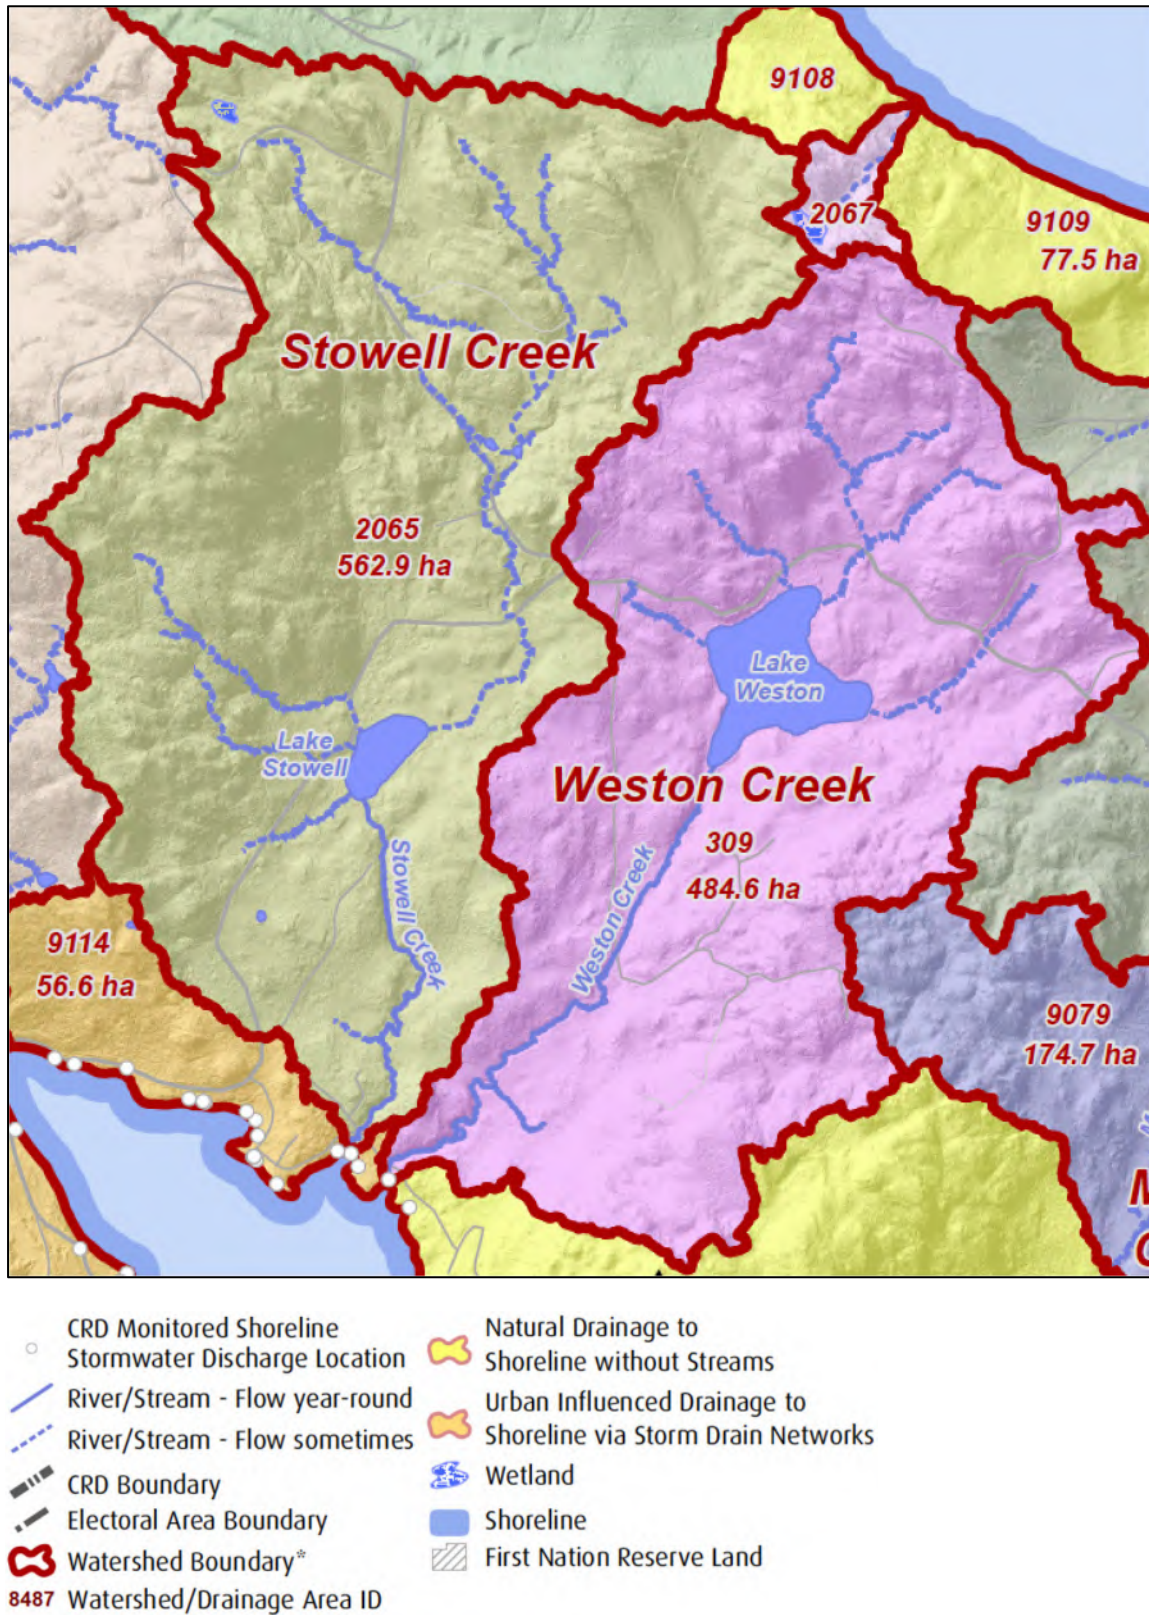 9108
2067
9109
77.5 ha
Stowell Creek
2065
562.9 ha
Lake
Weston
Lake
Stowell
Weston Creek
309
484.6 ha
Stowell Creek
Weston Creek
9114
56.6 ha
9079
174.7 ha
M
C
CRD Monitored Shoreline
Stormwater Discharge Location
River/Stream - Flow year-round
River/Stream - Flow sometimes
CRD Boundary
Electoral Area Boundary
Watershed Boundary*
8487 Watershed/Drainage Area ID
Natural Drainage to
Shoreline without Streams
Urban Influenced Drainage to
Shoreline via Storm Drain Networks
Wetland
Shoreline
First Nation Reserve Land